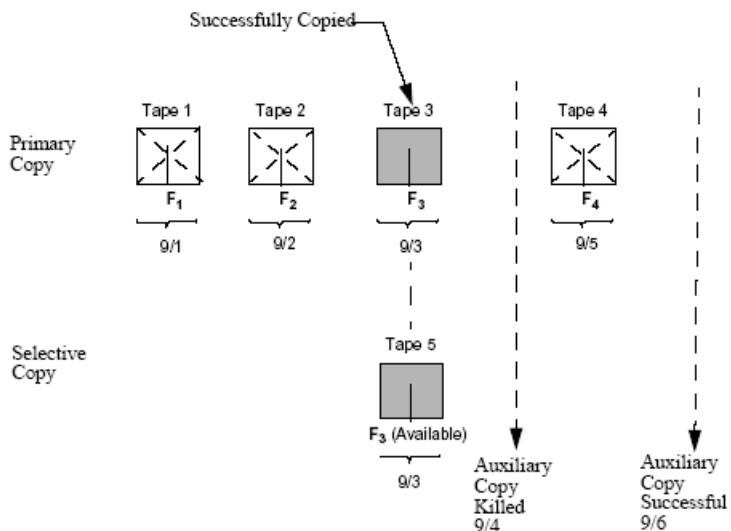 Successfully Copied
Tape 1 Tape 2 Tape 3 Tape 4
Primary
Copy
F1 F2 F3 F4
9/1 9/2 9/3 9/5
Selective
Copy
Tape 5
F3 (Available)
9/3
Auxiliary
Copy
Killed
9/4
Auxiliary
Copy
Successful
9/6